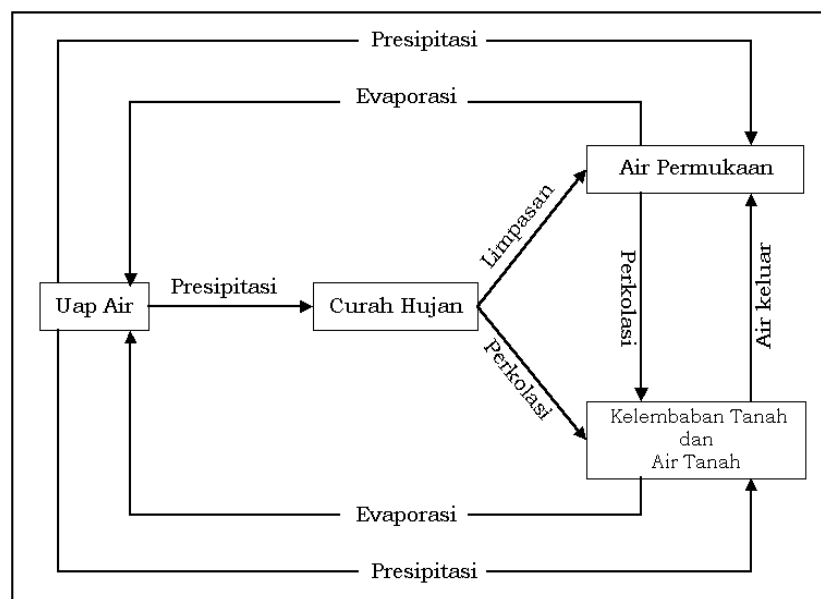 Presipitasi
Evaporasi
Air Permukaan
Limpasan
Perkolasi
Air keluar
Presipitasi
Uap Air
Curah Hujan
Perkolasi
Kelembaban Tanah
dan
Air Tanah
Evaporasi
Presipitasi